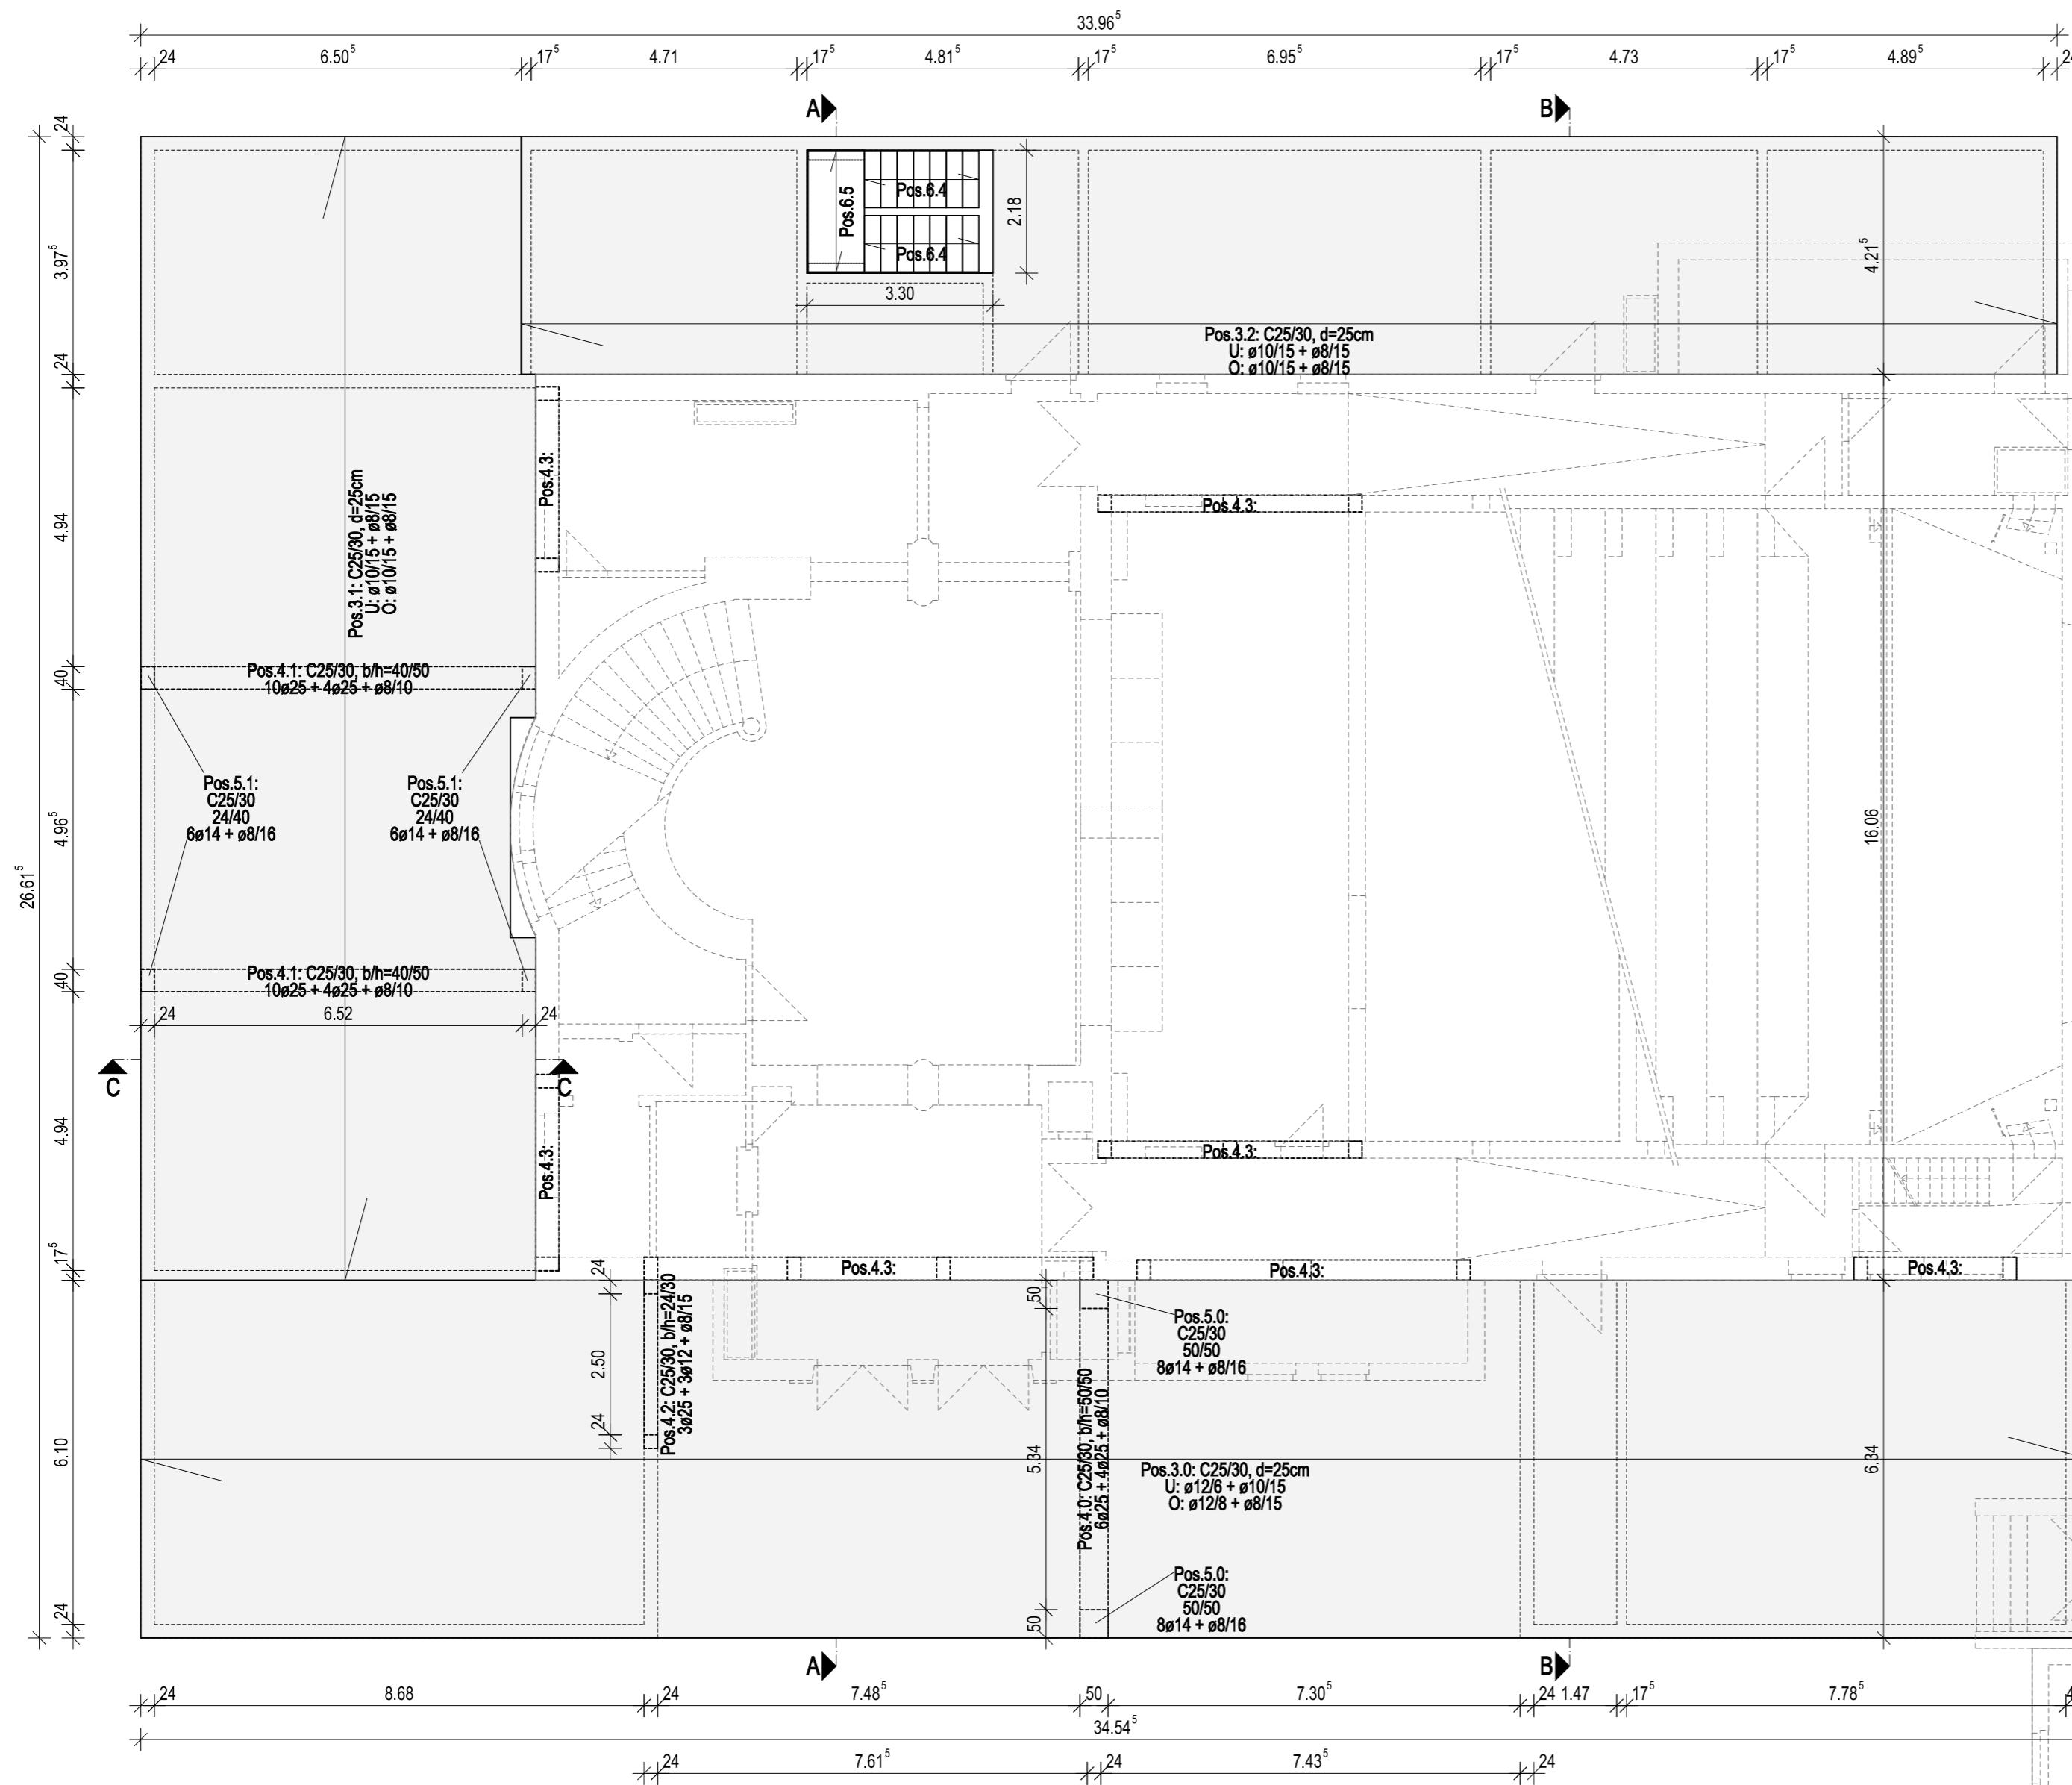 33.96⁵
24
6.50⁵
17⁵
4.71
17⁵
4.81⁵
17⁵
6.95⁵
17⁵
4.73
17⁵
4.89⁵
A
B
24
3.97⁵
24
4.94
40
4.96⁵
40
4.94
17⁵
6.10
24
26.61⁵
Pos.6.5
Pos.6.4
Pos.6.4
2.18
3.30
4.21⁵
Pos.3.2: C25/30, d=25cm
U: ø10/15 + ø8/15
O: ø10/15 + ø8/15
Pos.3.1: C25/30, d=25cm
U: ø10/15 + ø8/15
O: ø10/15 + ø8/15
Pos.4.3:
Pos.4.3:
Pos.4.1: C25/30, b/h=40/50
10ø25 + 4ø25 + ø8/10
Pos.5.1:
C25/30
24/40
6ø14 + ø8/16
Pos.5.1:
C25/30
24/40
6ø14 + ø8/16
16.06
Pos.4.1: C25/30, b/h=40/50
10ø25 + 4ø25 + ø8/10
24
6.52
24
C
C
Pos.4.3:
Pos.4.3:
Pos.4.3:
Pos.4.3:
Pos.4.3:
24
2.50
24
Pos.4.2: C25/30, b/h=24/30
3ø25 + 3ø12 + ø8/15
50
5.34
50
Pos.5.0:
C25/30
50/50
8ø14 + ø8/16
Pos.4.0: C25/30, b/h=50/50
6ø25 + 4ø25 + ø8/10
Pos.3.0: C25/30, d=25cm
U: ø12/6 + ø10/15
O: ø12/8 + ø8/15
6.34
Pos.5.0:
C25/30
50/50
8ø14 + ø8/16
A
B
24
8.68
24
7.48⁵
50
7.30⁵
24
1.47
17⁵
7.78⁵
34.54⁵
24
7.61⁵
24
7.43⁵
24